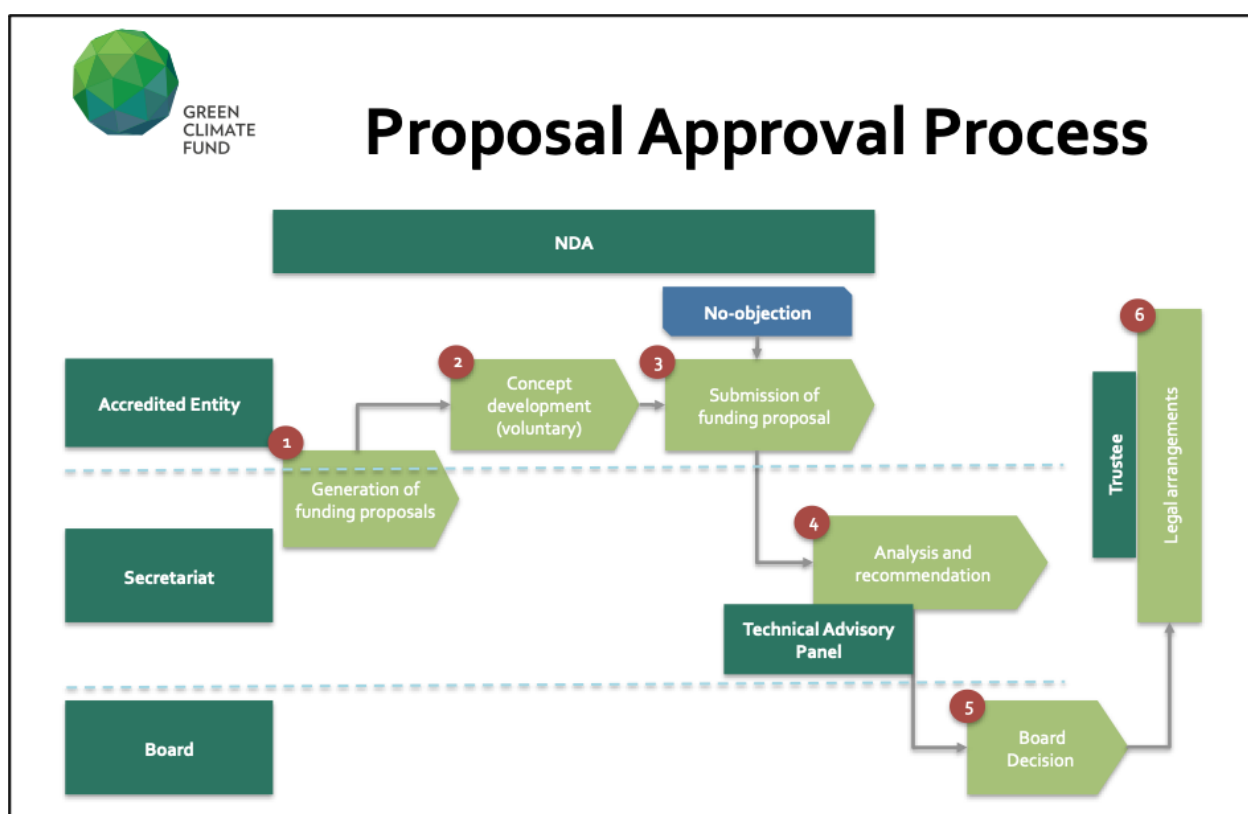 GREEN
CLIMATE
FUND
Proposal Approval Process
NDA
No-objection
6
2
3
Accredited Entity
Concept
development
(voluntary)
Submission of
funding proposal
1
Generation of
funding proposals
Trustee
Legal arrangements
4
Secretariat
Analysis and
recommendation
Technical Advisory
Panel
5
Board
Board
Decision